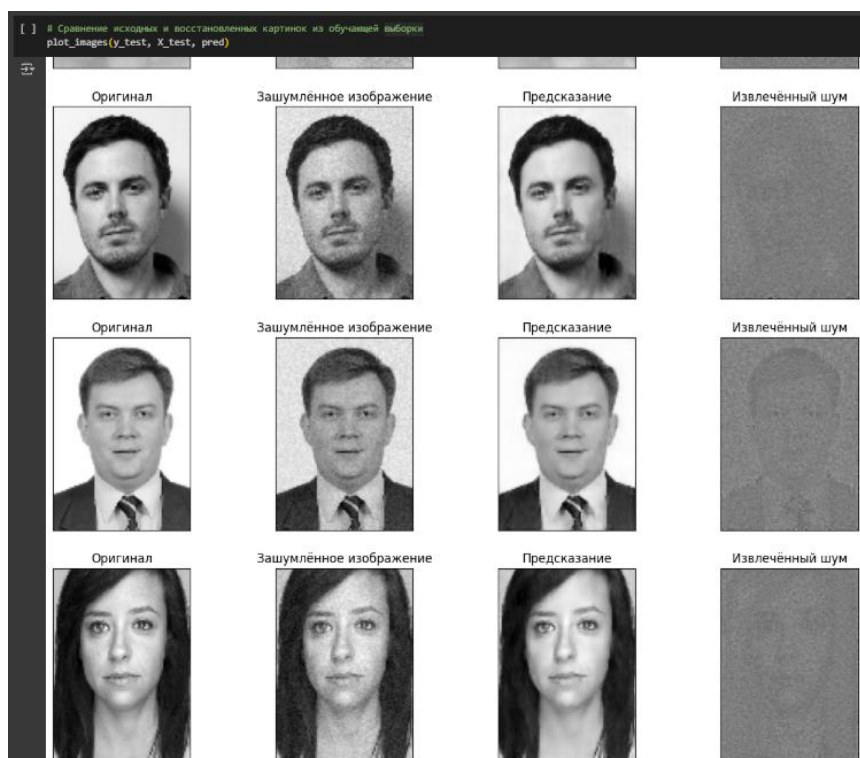 [ ] # Сравнение исходных и восстановленных картинок из обучающей выборки
plot_images(y_test, X_test, pred)
Оригинал Зашумлённое изображение Предсказание Извлечённый шум
Оригинал Зашумлённое изображение Предсказание Извлечённый шум
Оригинал Зашумлённое изображение Предсказание Извлечённый шум